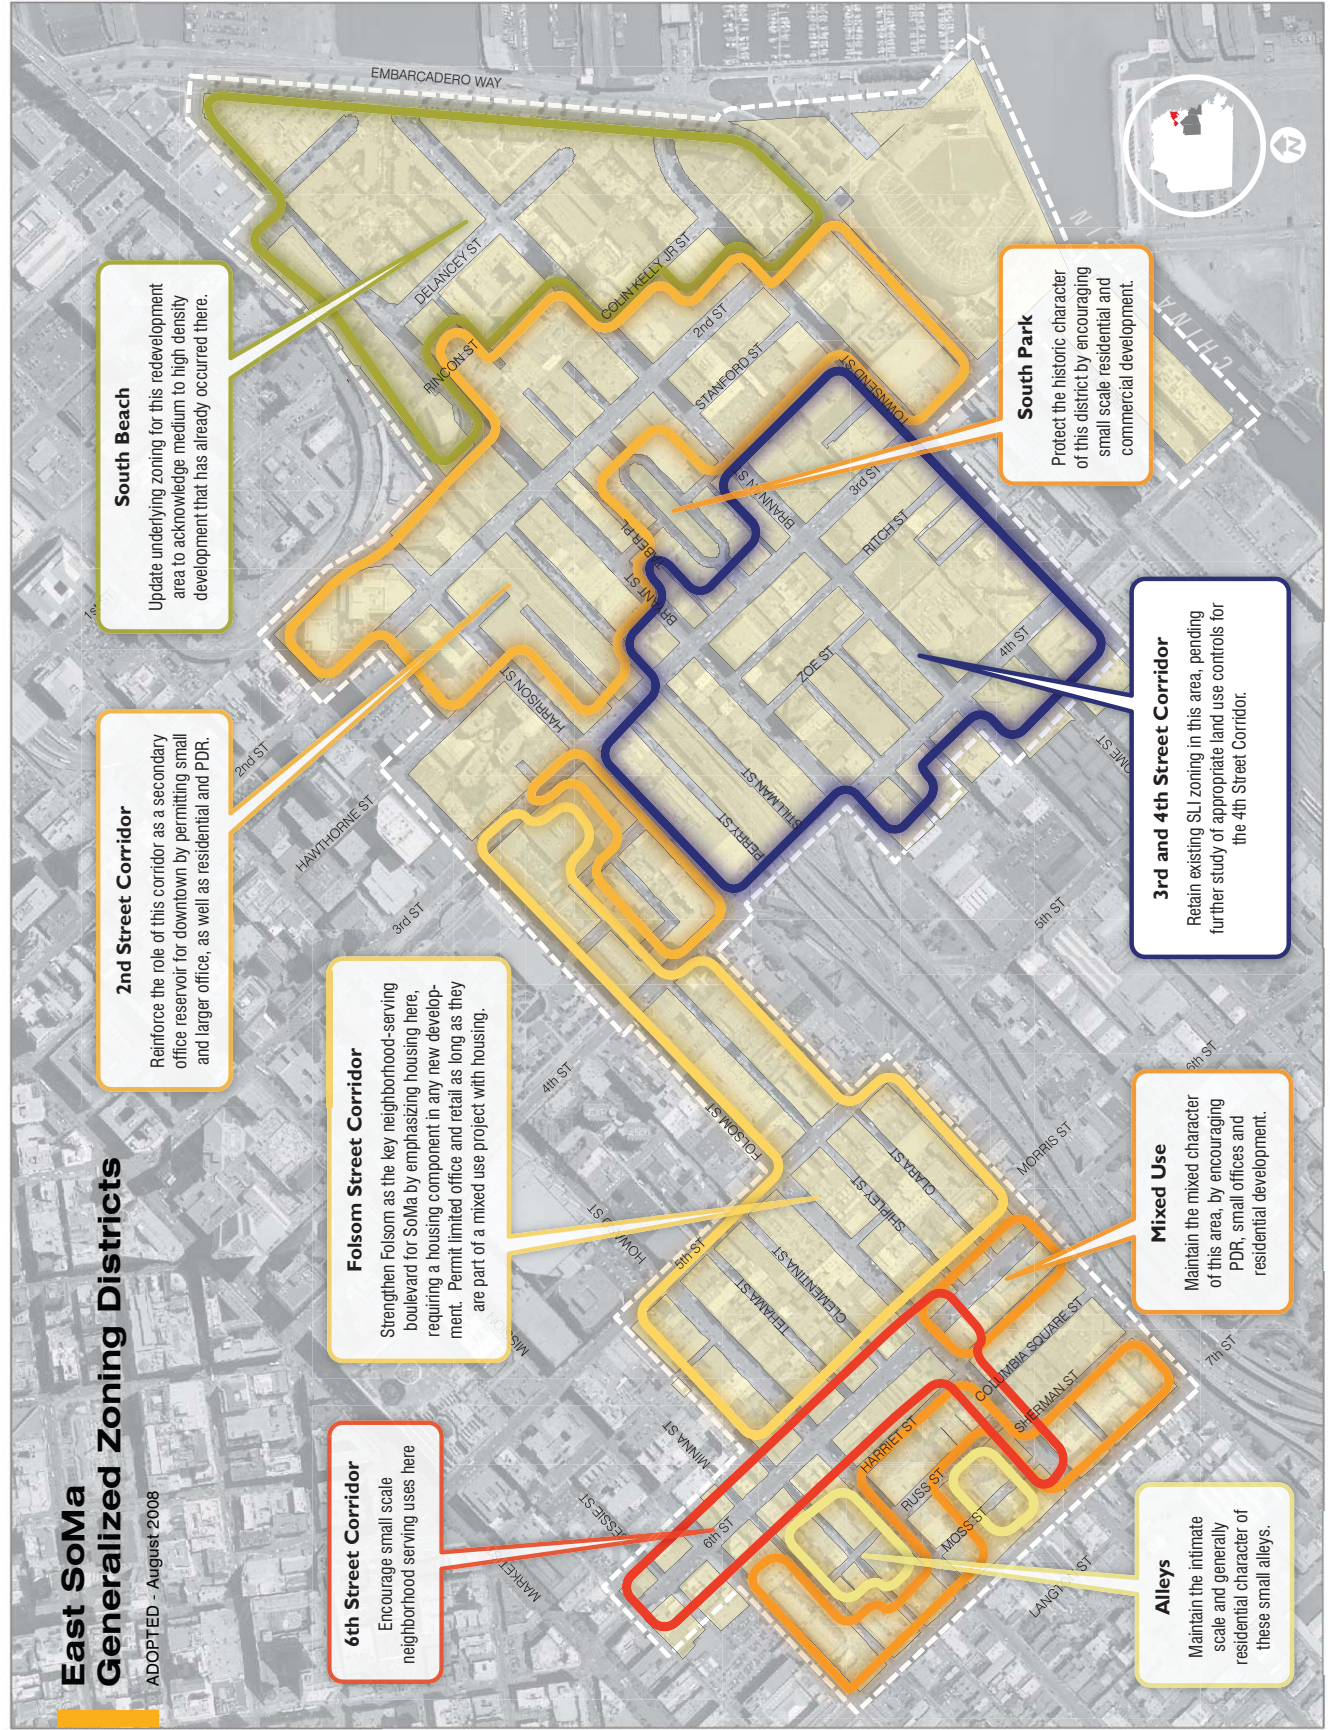 East SoMa
Generalized Zoning Districts
ADOPTED - August 2008
6th Street Corridor
Encourage small scale
neighborhood serving uses here
Folsom Street Corridor
Strengthen Folsom as the key neighborhood-serving
boulevard for SoMa by emphasizing housing here,
requiring a housing component in any new develop-
ment. Permit limited office and retail as long as they
are part of a mixed use project with housing.
2nd Street Corridor
Reinforce the role of this corridor as a secondary
office reservoir for downtown by permitting small
and larger office, as well as residential and PDR.
South Beach
Update underlying zoning for this redevelopment
area to acknowledge medium to high density
development that has already occurred there.
Alleys
Maintain the intimate
scale and generally
residential character of
these small alleys.
Mixed Use
Maintain the mixed character
of this area, by encouraging
PDR, small offices and
residential development.
3rd and 4th Street Corridor
Retain existing SLI zoning in this area, pending
further study of appropriate land use controls for
the 4th Street Corridor.
South Park
Protect the historic character
of this district by encouraging
small scale residential and
commercial development.
EMBARCADERO WAY
DELANCEY ST
COLIN KELLY JR ST
RINCON ST
2nd ST
STANFORD ST
TOWNSEND ST
3rd ST
RITCH ST
ZOE ST
4th ST
HARRISON ST
STILLMAN ST
PERRY ST
2nd ST
HAWTHORNE ST
3rd ST
4th ST
5th ST
6th ST
FOLSOM ST
5th ST
TEHAMA ST
CLEMENTINA ST
SHIPLEY ST
CLARA ST
MORRIS ST
COLUMBIA SQUARE ST
SHERMAN ST
7th ST
HARRIET ST
RUSS ST
MOSS ST
MINNA ST
6th ST
MARKET
CHINA
N